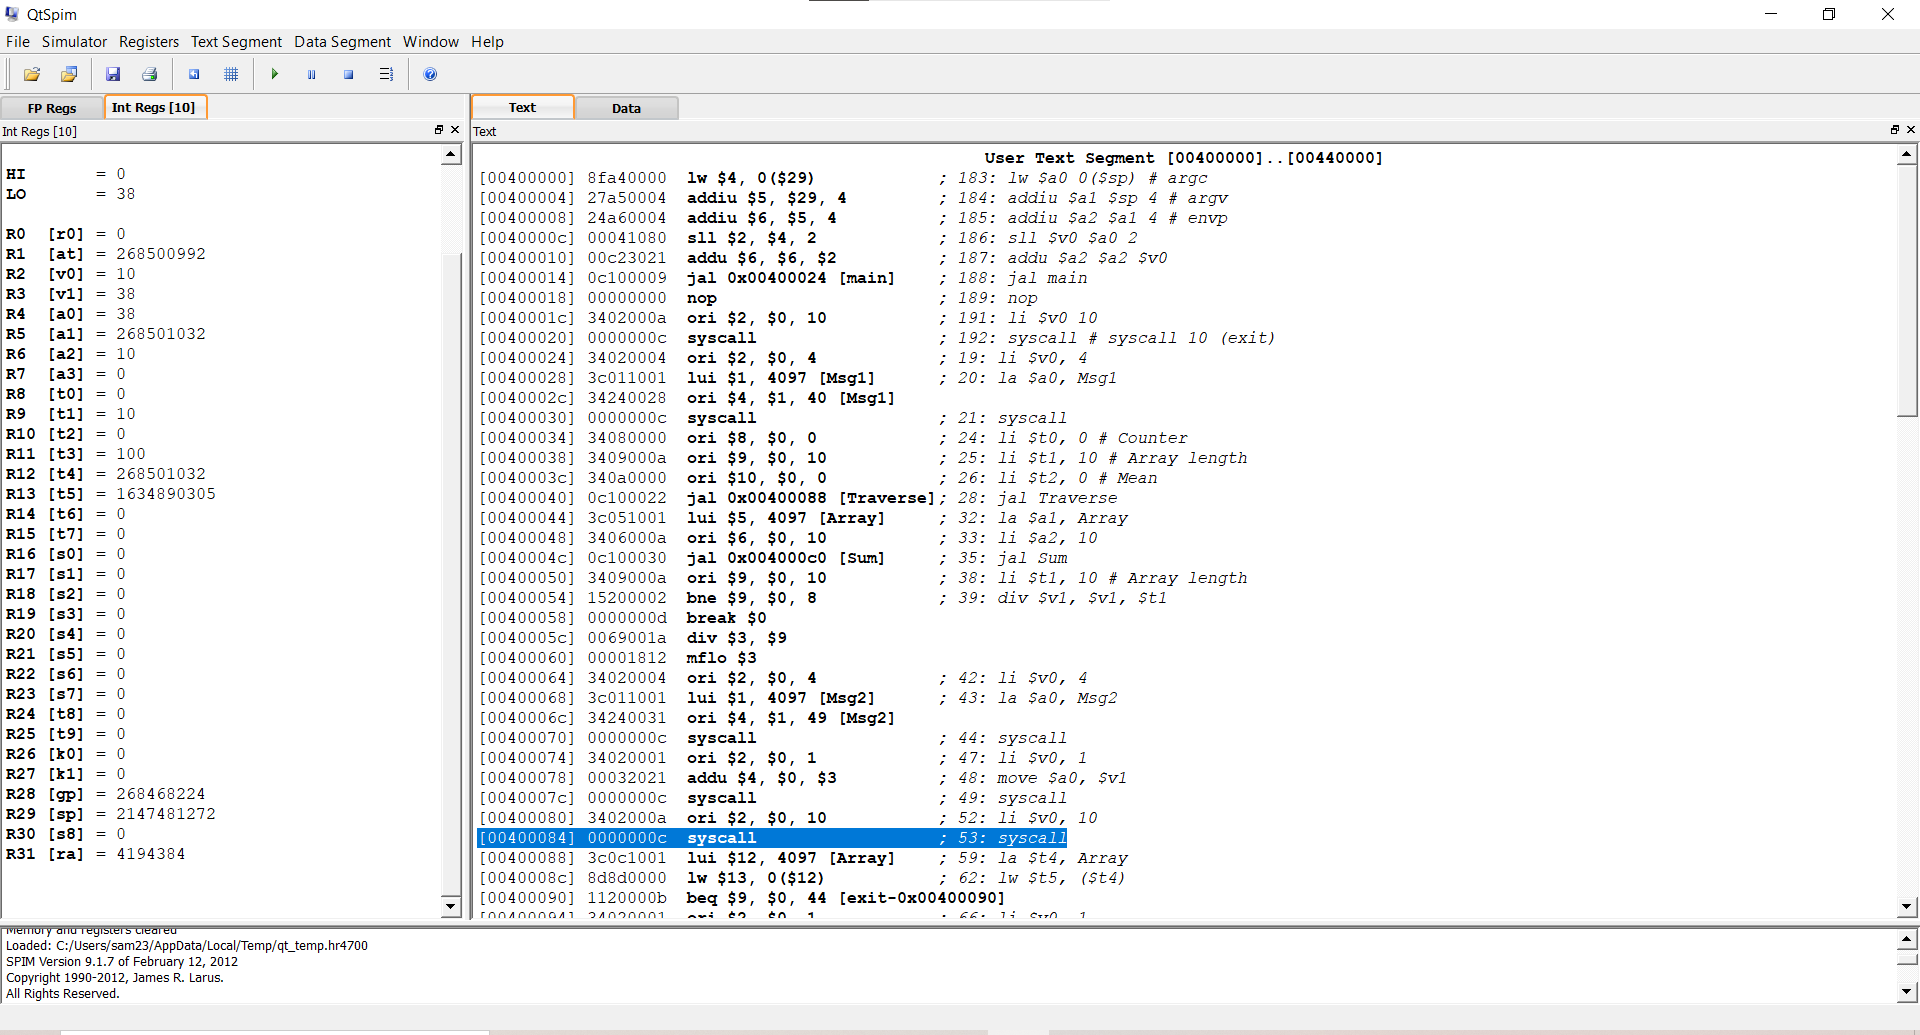 QtSpim
File Simulator Registers Text Segment Data Segment Window Help
FP Regs Int Regs [10] Text Data
Int Regs [10]
HI = 0
LO = 38
R0 [r0] = 0
R1 [at] = 268500992
R2 [v0] = 10
R3 [v1] = 38
R4 [a0] = 38
R5 [a1] = 268501032
R6 [a2] = 10
R7 [a3] = 0
R8 [t0] = 0
R9 [t1] = 10
R10 [t2] = 0
R11 [t3] = 100
R12 [t4] = 268501032
R13 [t5] = 1634890305
R14 [t6] = 0
R15 [t7] = 0
R16 [s0] = 0
R17 [s1] = 0
R18 [s2] = 0
R19 [s3] = 0
R20 [s4] = 0
R21 [s5] = 0
R22 [s6] = 0
R23 [s7] = 0
R24 [t8] = 0
R25 [t9] = 0
R26 [k0] = 0
R27 [k1] = 0
R28 [gp] = 268468224
R29 [sp] = 2147481272
R30 [s8] = 0
R31 [ra] = 4194384
Text
User Text Segment [00400000]..[00440000]
[00400000] 8fa40000 lw $4, 0($29) ; 183: lw $a0 0($sp) # argc
[00400004] 27a50004 addiu $5, $29, 4 ; 184: addiu $a1 $sp 4 # argv
[00400008] 24a60004 addiu $6, $5, 4 ; 185: addiu $a2 $a1 4 # envp
[0040000c] 00041080 sll $2, $4, 2 ; 186: sll $v0 $a0 2
[00400010] 00c23021 addu $6, $6, $2 ; 187: addu $a2 $a2 $v0
[00400014] 0c100009 jal 0x00400024 [main] ; 188: jal main
[00400018] 00000000 nop ; 189: nop
[0040001c] 3402000a ori $2, $0, 10 ; 191: li $v0 10
[00400020] 0000000c syscall ; 192: syscall # syscall 10 (exit)
[00400024] 34020004 ori $2, $0, 4 ; 19: li $v0, 4
[00400028] 3c011001 lui $1, 4097 [Msg1] ; 20: la $a0, Msg1
[0040002c] 34240028 ori $4, $1, 40 [Msg1]
[00400030] 0000000c syscall ; 21: syscall
[00400034] 34080000 ori $8, $0, 0 ; 24: li $t0, 0 # Counter
[00400038] 3409000a ori $9, $0, 10 ; 25: li $t1, 10 # Array length
[0040003c] 340a0000 ori $10, $0, 0 ; 26: li $t2, 0 # Mean
[00400040] 0c100022 jal 0x00400088 [Traverse]; 28: jal Traverse
[00400044] 3c051001 lui $5, 4097 [Array] ; 32: la $a1, Array
[00400048] 3406000a ori $6, $0, 10 ; 33: li $a2, 10
[0040004c] 0c100030 jal 0x004000c0 [Sum] ; 35: jal Sum
[00400050] 3409000a ori $9, $0, 10 ; 38: li $t1, 10 # Array length
[00400054] 15200002 bne $9, $0, 8 ; 39: div $v1, $v1, $t1
[00400058] 0000000d break $0
[0040005c] 0069001a div $3, $9
[00400060] 00001812 mflo $3
[00400064] 34020004 ori $2, $0, 4 ; 42: li $v0, 4
[00400068] 3c011001 lui $1, 4097 [Msg2] ; 43: la $a0, Msg2
[0040006c] 34240031 ori $4, $1, 49 [Msg2]
[00400070] 0000000c syscall ; 44: syscall
[00400074] 34020001 ori $2, $0, 1 ; 47: li $v0, 1
[00400078] 00032021 addu $4, $0, $3 ; 48: move $a0, $v1
[0040007c] 0000000c syscall ; 49: syscall
[00400080] 3402000a ori $2, $0, 10 ; 52: li $v0, 10
[00400084] 0000000c syscall ; 53: syscall
[00400088] 3c0c1001 lui $12, 4097 [Array] ; 59: la $t4, Array
[0040008c] 8d8d0000 lw $13, 0($12) ; 62: lw $t5, ($t4)
[00400090] 1120000b beq $9, $0, 44 [exit-0x00400090]
[00400094] 34020001 ori $2, $0, 1 ; 66: li $v0, 1
Memory and registers cleared
Loaded: C:/Users/sam23/AppData/Local/Temp/qt_temp.hr4700
SPIM Version 9.1.7 of February 12, 2012
Copyright 1990-2012, James R. Larus.
All Rights Reserved.